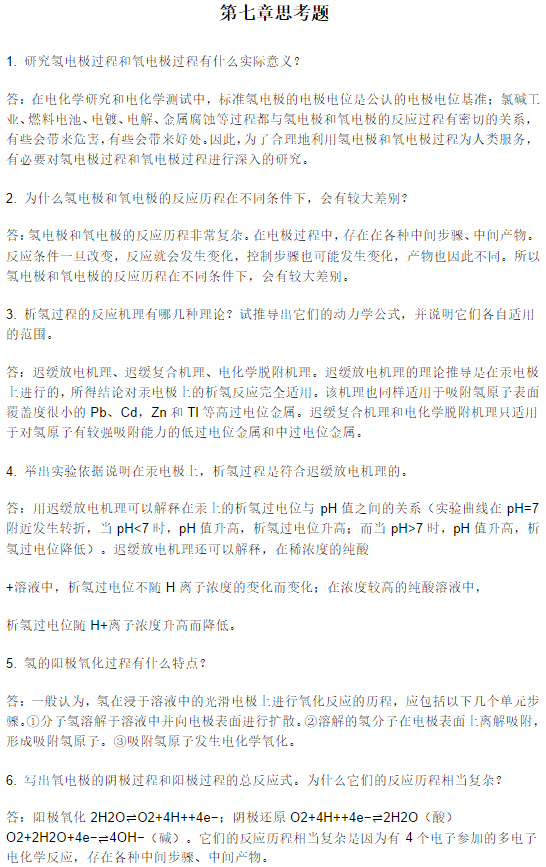 第七章思考题
1. 研究氢电极过程和氧电极过程有什么实际意义？
答：在电化学研究和电化学测试中，标准氢电极的电极电位是公认的电极电位基准；氯碱工
业、燃料电池、电镀、电解、金属腐蚀等过程都与氢电极和氧电极的反应过程有密切的关系，
有些会带来危害，有些会带来好处。因此，为了合理地利用氢电极和氧电极过程为人类服务，
有必要对氢电极过程和氧电极过程进行深入的研究。
2. 为什么氢电极和氧电极的反应历程在不同条件下，会有较大差别？
答：氢电极和氧电极的反应历程非常复杂。在电极过程中，存在在各种中间步骤、中间产物。
反应条件一旦改变，反应就会发生变化，控制步骤也可能发生变化，产物也因此不同。所以
氢电极和氧电极的反应历程在不同条件下，会有较大差别。
3. 析氢过程的反应机理有哪几种理论？试推导出它们的动力学公式，并说明它们各自适用
的范围。
答：迟缓放电机理、迟缓复合机理、电化学脱附机理。迟缓放电机理的理论推导是在汞电极
上进行的，所得结论对汞电极上的析氢反应完全适用。该机理也同样适用于吸附氢原子表面
覆盖度很小的 Pb、Cd，Zn 和 Tl 等高过电位金属。迟缓复合机理和电化学脱附机理只适用
于对氢原子有较强吸附能力的低过电位金属和中过电位金属。
4. 举出实验依据说明在汞电极上，析氢过程是符合迟缓放电机理的。
答：用迟缓放电机理可以解释在汞上的析氢过电位与 pH 值之间的关系（实验曲线在 pH=7
附近发生转折，当 pH<7 时，pH 值升高，析氢过电位升高；而当 pH>7 时，pH 值升高，析
氢过电位降低）。迟缓放电机理还可以解释，在稀浓度的纯酸
+溶液中，析氢过电位不随 H 离子浓度的变化而变化；在浓度较高的纯酸溶液中，
析氢过电位随 H+离子浓度升高而降低。
5. 氢的阳极氧化过程有什么特点？
答：一般认为，氢在浸于溶液中的光滑电极上进行氧化反应的历程，应包括以下几个单元步
骤。①分子氢溶解于溶液中并向电极表面进行扩散。②溶解的氢分子在电极表面上离解吸附，
形成吸附氢原子。③吸附氢原子发生电化学氧化。
6. 写出氧电极的阴极过程和阳极过程的总反应式。为什么它们的反应历程相当复杂？
答：阳极氧化 2H2O⇌O2+4H++4e−；阴极还原 O2+4H++4e−⇌2H2O（酸）
O2+2H2O+4e−⇌4OH−（碱）。它们的反应历程相当复杂是因为有 4 个电子参加的多电子
电化学反应，存在各种中间步骤、中间产物。